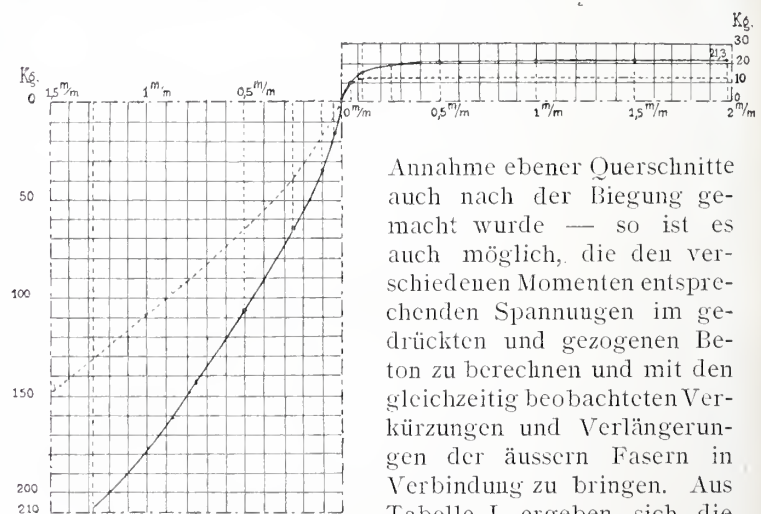 Kg.
30
21,3
20
10
0
Kg.
0
1,5 m/m
1 m/m
0,5 m/m
0 m/m
0,5 m/m
1 m/m
1,5 m/m
2 m/m
50
100
150
200
210
Annahme ebener Querschnitte
auch nach der Biegung ge-
macht wurde — so ist es
auch möglich, die den ver-
schiedenen Momenten entspre-
chenden Spannungen im ge-
drückten und gezogenen Be-
ton zu berechnen und mit den
gleichzeitig beobachteten Ver-
kürzungen und Verlängerun-
gen der äussern Fasern in
Verbindung zu bringen. Aus
Tabelle I ergeben sich die